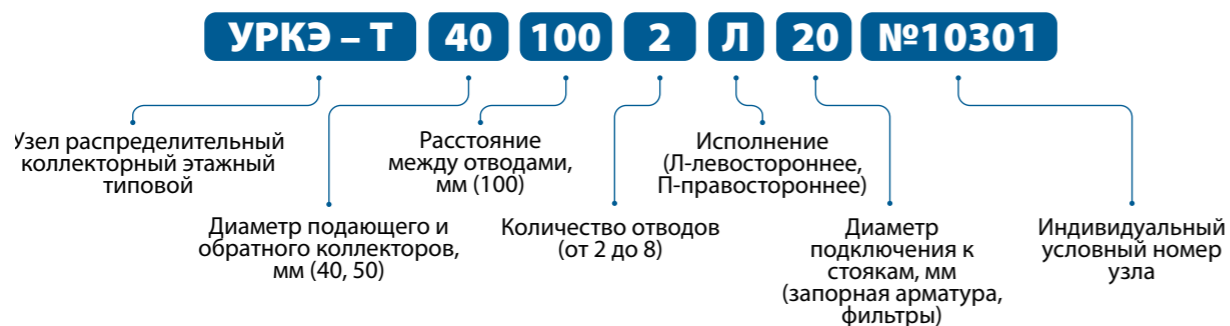 УРКЭ – Т 40 100 2 Л 20 №10301
Узел распределительный
коллекторный этажный
типовой
Диаметр подающего и
обратного коллекторов,
мм (40, 50)
Расстояние
между отводами,
мм (100)
Количество отводов
(от 2 до 8)
Исполнение
(Л-левостороннее,
П-правостороннее)
Диаметр
подключения к
стоякам, мм
(запорная арматура,
фильтры)
Индивидуальный
условный номер
узла